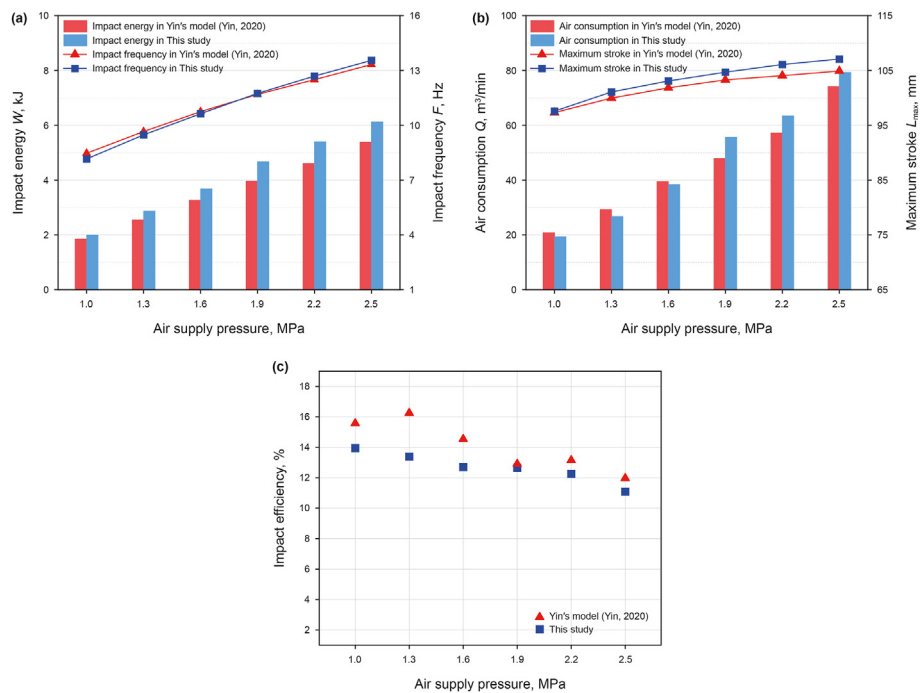 (a)
Impact energy in Yin's model (Yin, 2020)
Impact energy in This study
Impact frequency in Yin's model (Yin, 2020)
Impact frequency in This study
Impact energy W, kJ
10
8
6
4
2
0
Impact frequency F, Hz
16
13
10
7
4
1
1.0 1.3 1.6 1.9 2.2 2.5
Air supply pressure, MPa
(b)
Air consumption in Yin's model (Yin, 2020)
Air consumption in This study
Maximum stroke in Yin's model (Yin, 2020)
Maximum stroke in This study
Air consumption Q, m³/min
100
80
60
40
20
0
Maximum stroke Lmax, mm
115
105
95
85
75
65
1.0 1.3 1.6 1.9 2.2 2.5
Air supply pressure, MPa
(c)
Impact efficiency, %
18
16
14
12
10
8
6
4
2
Yin's model (Yin, 2020)
This study
1.0 1.3 1.6 1.9 2.2 2.5
Air supply pressure, MPa